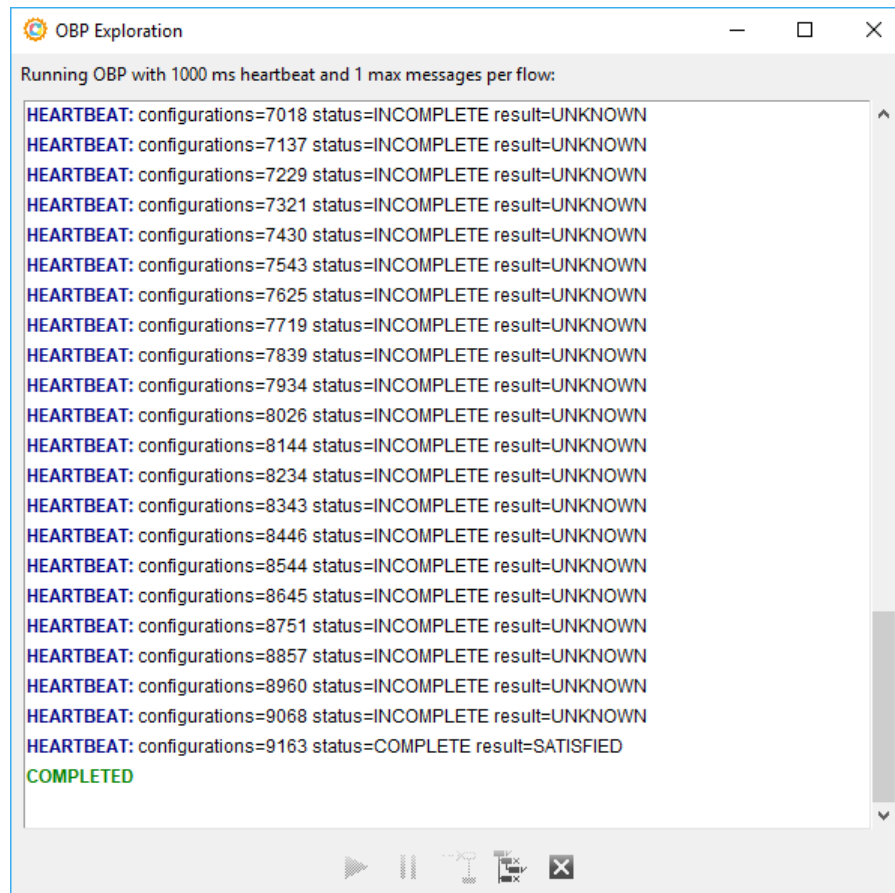 OBP Exploration
Running OBP with 1000 ms heartbeat and 1 max messages per flow:
HEARTBEAT: configurations=7018 status=INCOMPLETE result=UNKNOWN
HEARTBEAT: configurations=7137 status=INCOMPLETE result=UNKNOWN
HEARTBEAT: configurations=7229 status=INCOMPLETE result=UNKNOWN
HEARTBEAT: configurations=7321 status=INCOMPLETE result=UNKNOWN
HEARTBEAT: configurations=7430 status=INCOMPLETE result=UNKNOWN
HEARTBEAT: configurations=7543 status=INCOMPLETE result=UNKNOWN
HEARTBEAT: configurations=7625 status=INCOMPLETE result=UNKNOWN
HEARTBEAT: configurations=7719 status=INCOMPLETE result=UNKNOWN
HEARTBEAT: configurations=7839 status=INCOMPLETE result=UNKNOWN
HEARTBEAT: configurations=7934 status=INCOMPLETE result=UNKNOWN
HEARTBEAT: configurations=8026 status=INCOMPLETE result=UNKNOWN
HEARTBEAT: configurations=8144 status=INCOMPLETE result=UNKNOWN
HEARTBEAT: configurations=8234 status=INCOMPLETE result=UNKNOWN
HEARTBEAT: configurations=8343 status=INCOMPLETE result=UNKNOWN
HEARTBEAT: configurations=8446 status=INCOMPLETE result=UNKNOWN
HEARTBEAT: configurations=8544 status=INCOMPLETE result=UNKNOWN
HEARTBEAT: configurations=8645 status=INCOMPLETE result=UNKNOWN
HEARTBEAT: configurations=8751 status=INCOMPLETE result=UNKNOWN
HEARTBEAT: configurations=8857 status=INCOMPLETE result=UNKNOWN
HEARTBEAT: configurations=8960 status=INCOMPLETE result=UNKNOWN
HEARTBEAT: configurations=9068 status=INCOMPLETE result=UNKNOWN
HEARTBEAT: configurations=9163 status=COMPLETE result=SATISFIED
COMPLETED